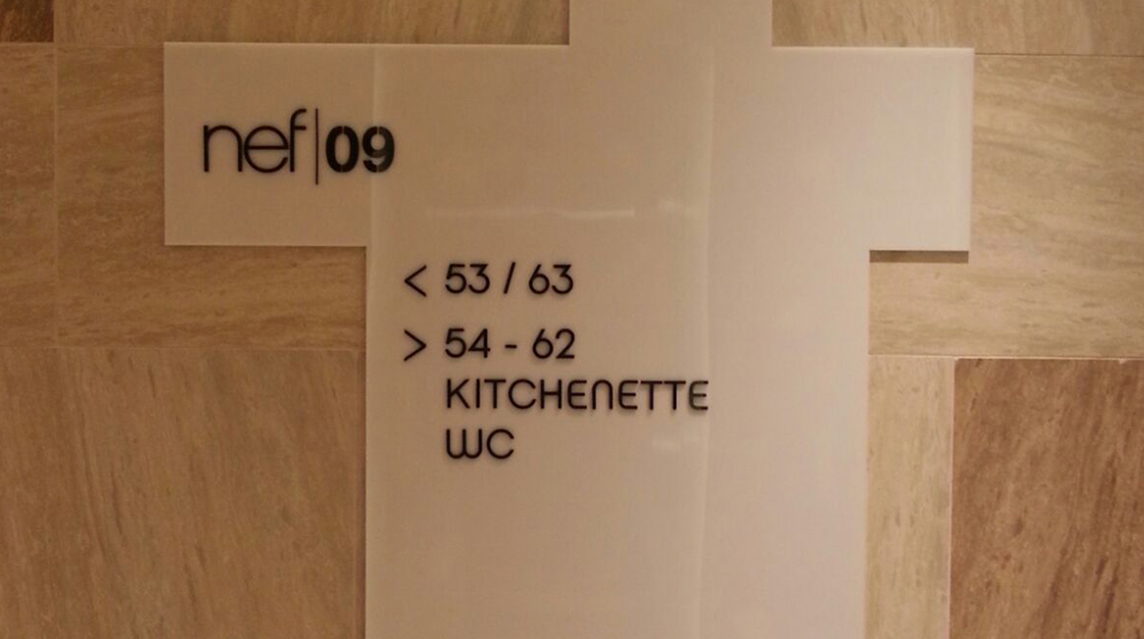 nef|09
< 53 / 63
> 54 - 62
KITCHENETTE
WC